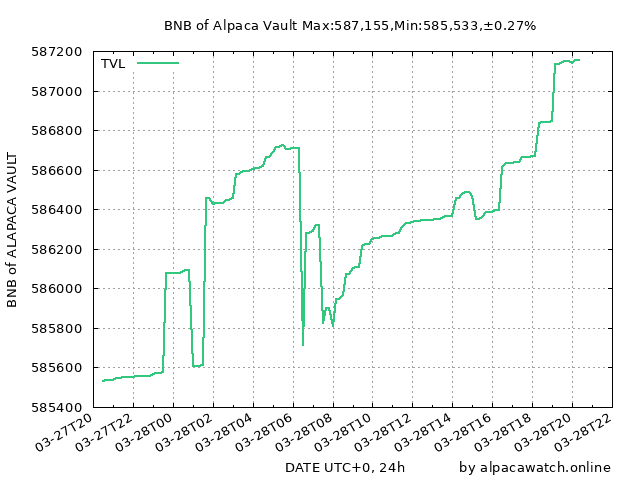 BNB of Alpaca Vault Max:587,155,Min:585,533,±0.27%
TVL
BNB of ALAPACA VAULT
587200
587000
586800
586600
586400
586200
586000
585800
585600
585400
03-27T20
03-27T22
03-28T00
03-28T02
03-28T04
03-28T06
03-28T08
03-28T10
03-28T12
03-28T14
03-28T16
03-28T18
03-28T20
03-28T22
DATE UTC+0, 24h
by alpacawatch.online